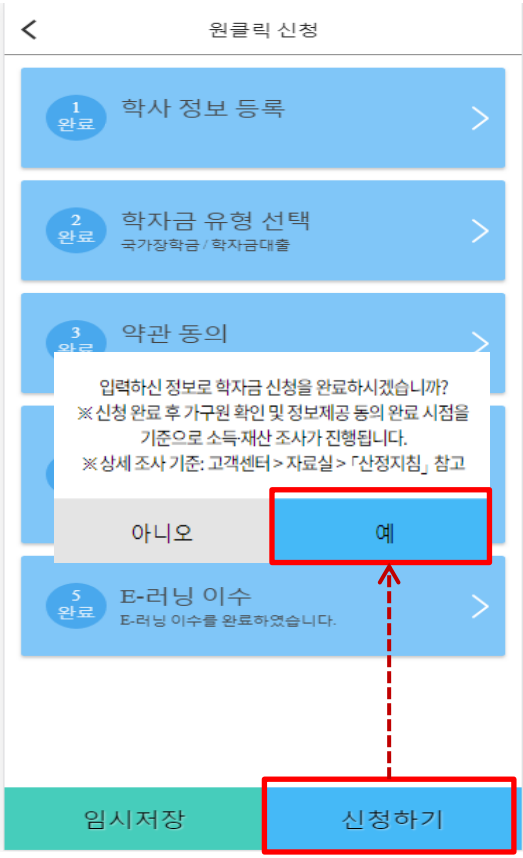 원클릭 신청
1
완료
학사 정보 등록
2
완료
학자금 유형 선택
국가장학금 / 학자금대출
3
완료
약관 동의
입력하신 정보로 학자금 신청을 완료하시겠습니까?
※ 신청 완료 후 가구원 확인 및 정보제공 동의 완료 시점을
기준으로 소득·재산 조사가 진행됩니다.
※ 상세 조사 기준: 고객센터 > 자료실 > 「산정지침」 참고
아니오
예
5
완료
E-러닝 이수
E-러닝 이수를 완료하였습니다.
임시저장
신청하기